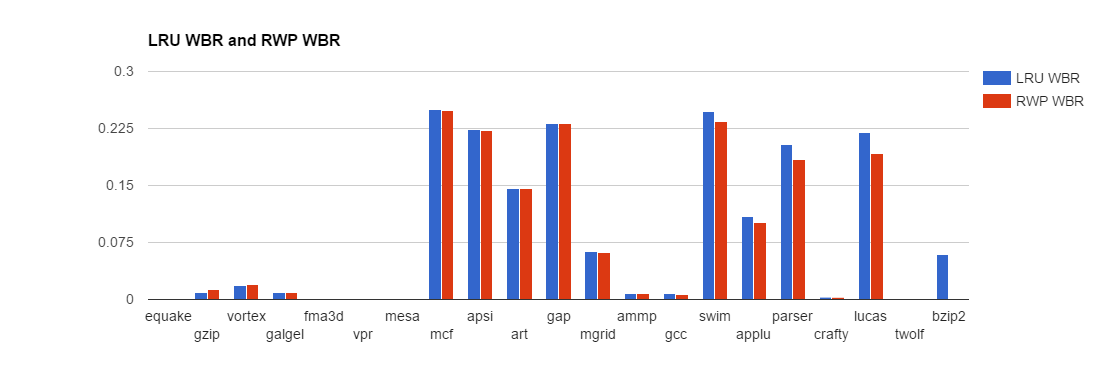 LRU WBR and RWP WBR
0.3
0.225
0.15
0.075
0
LRU WBR
RWP WBR
equake vortex fma3d mesa apsi gap ammp swim parser lucas bzip2
gzip galgel vpr mcf art mgrid gcc applu crafty twolf